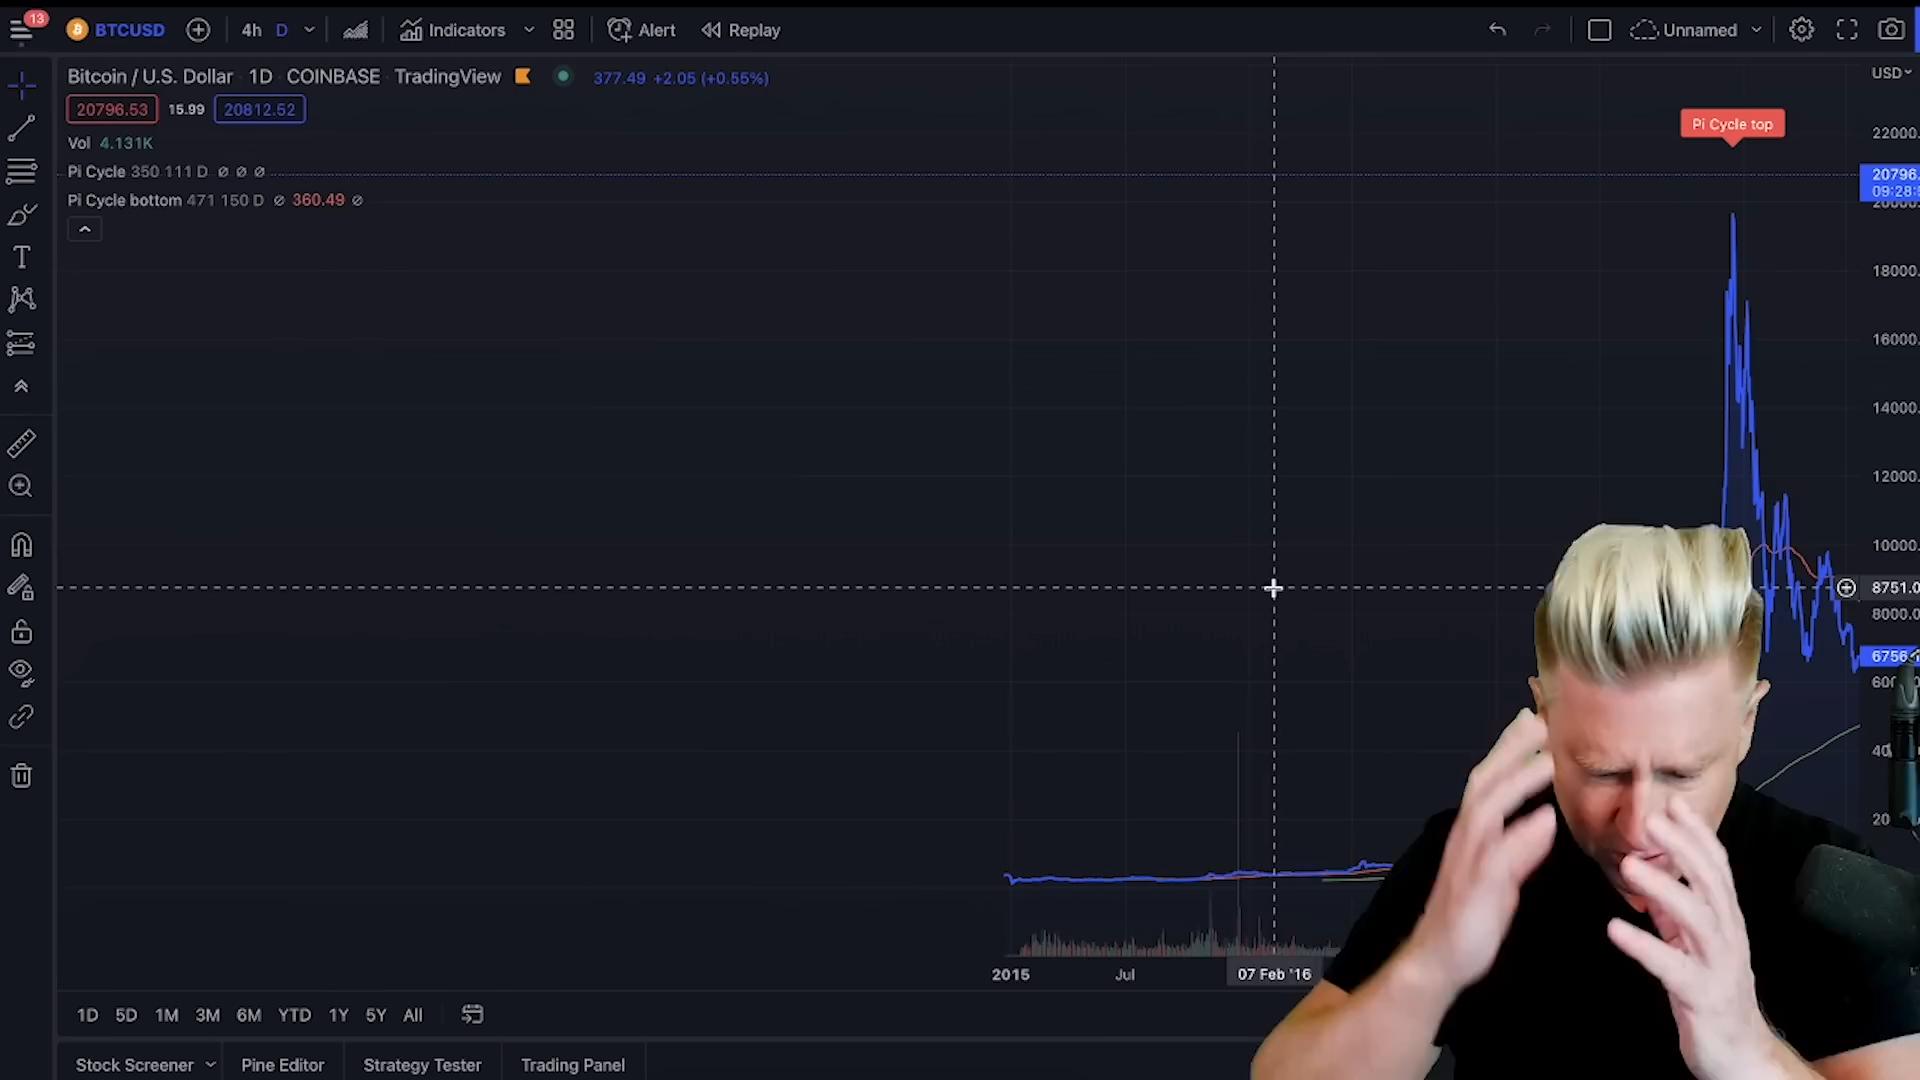 13
BTCUSD 4h D Indicators Alert Replay Unnamed
Bitcoin / U.S. Dollar 1D COINBASE TradingView 377.49 +2.05 (+0.55%) USD
20796.53 15.99 20812.52
Pi Cycle top
22000.
Vol 4.131K
Pi Cycle 350 111 D ∅ ∅ ∅
20796.
09:28:
Pi Cycle bottom 471 150 D ∅ 360.49 ∅
18000.
16000.
14000.
12000.
10000.
8751.0
8000.0
6756.
2015 Jul 07 Feb '16
1D 5D 1M 3M 6M YTD 1Y 5Y All
Stock Screener Pine Editor Strategy Tester Trading Panel